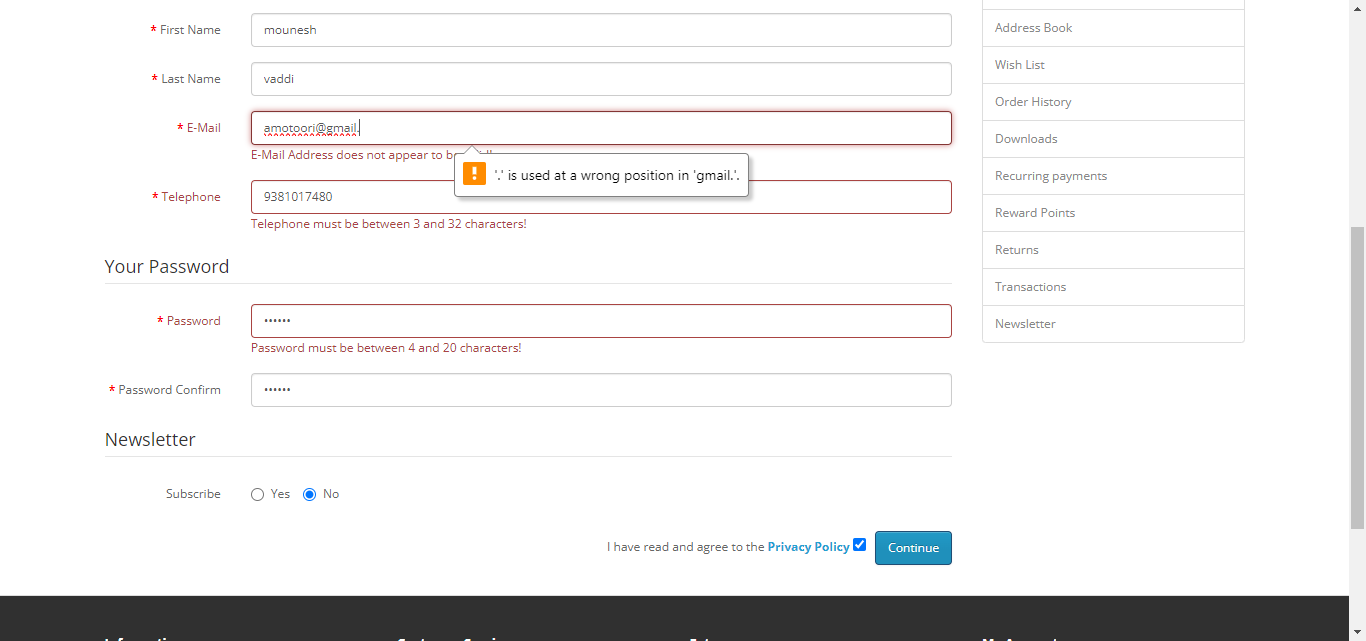 * First Name
mounesh
* Last Name
vaddi
* E-Mail
amotoori@gmail.
E-Mail Address does not appear to be
'.' is used at a wrong position in 'gmail.'.
* Telephone
9381017480
Telephone must be between 3 and 32 characters!
Your Password
* Password
••••••
Password must be between 4 and 20 characters!
* Password Confirm
••••••
Newsletter
Subscribe
Yes
No
I have read and agree to the Privacy Policy
Continue
Address Book
Wish List
Order History
Downloads
Recurring payments
Reward Points
Returns
Transactions
Newsletter